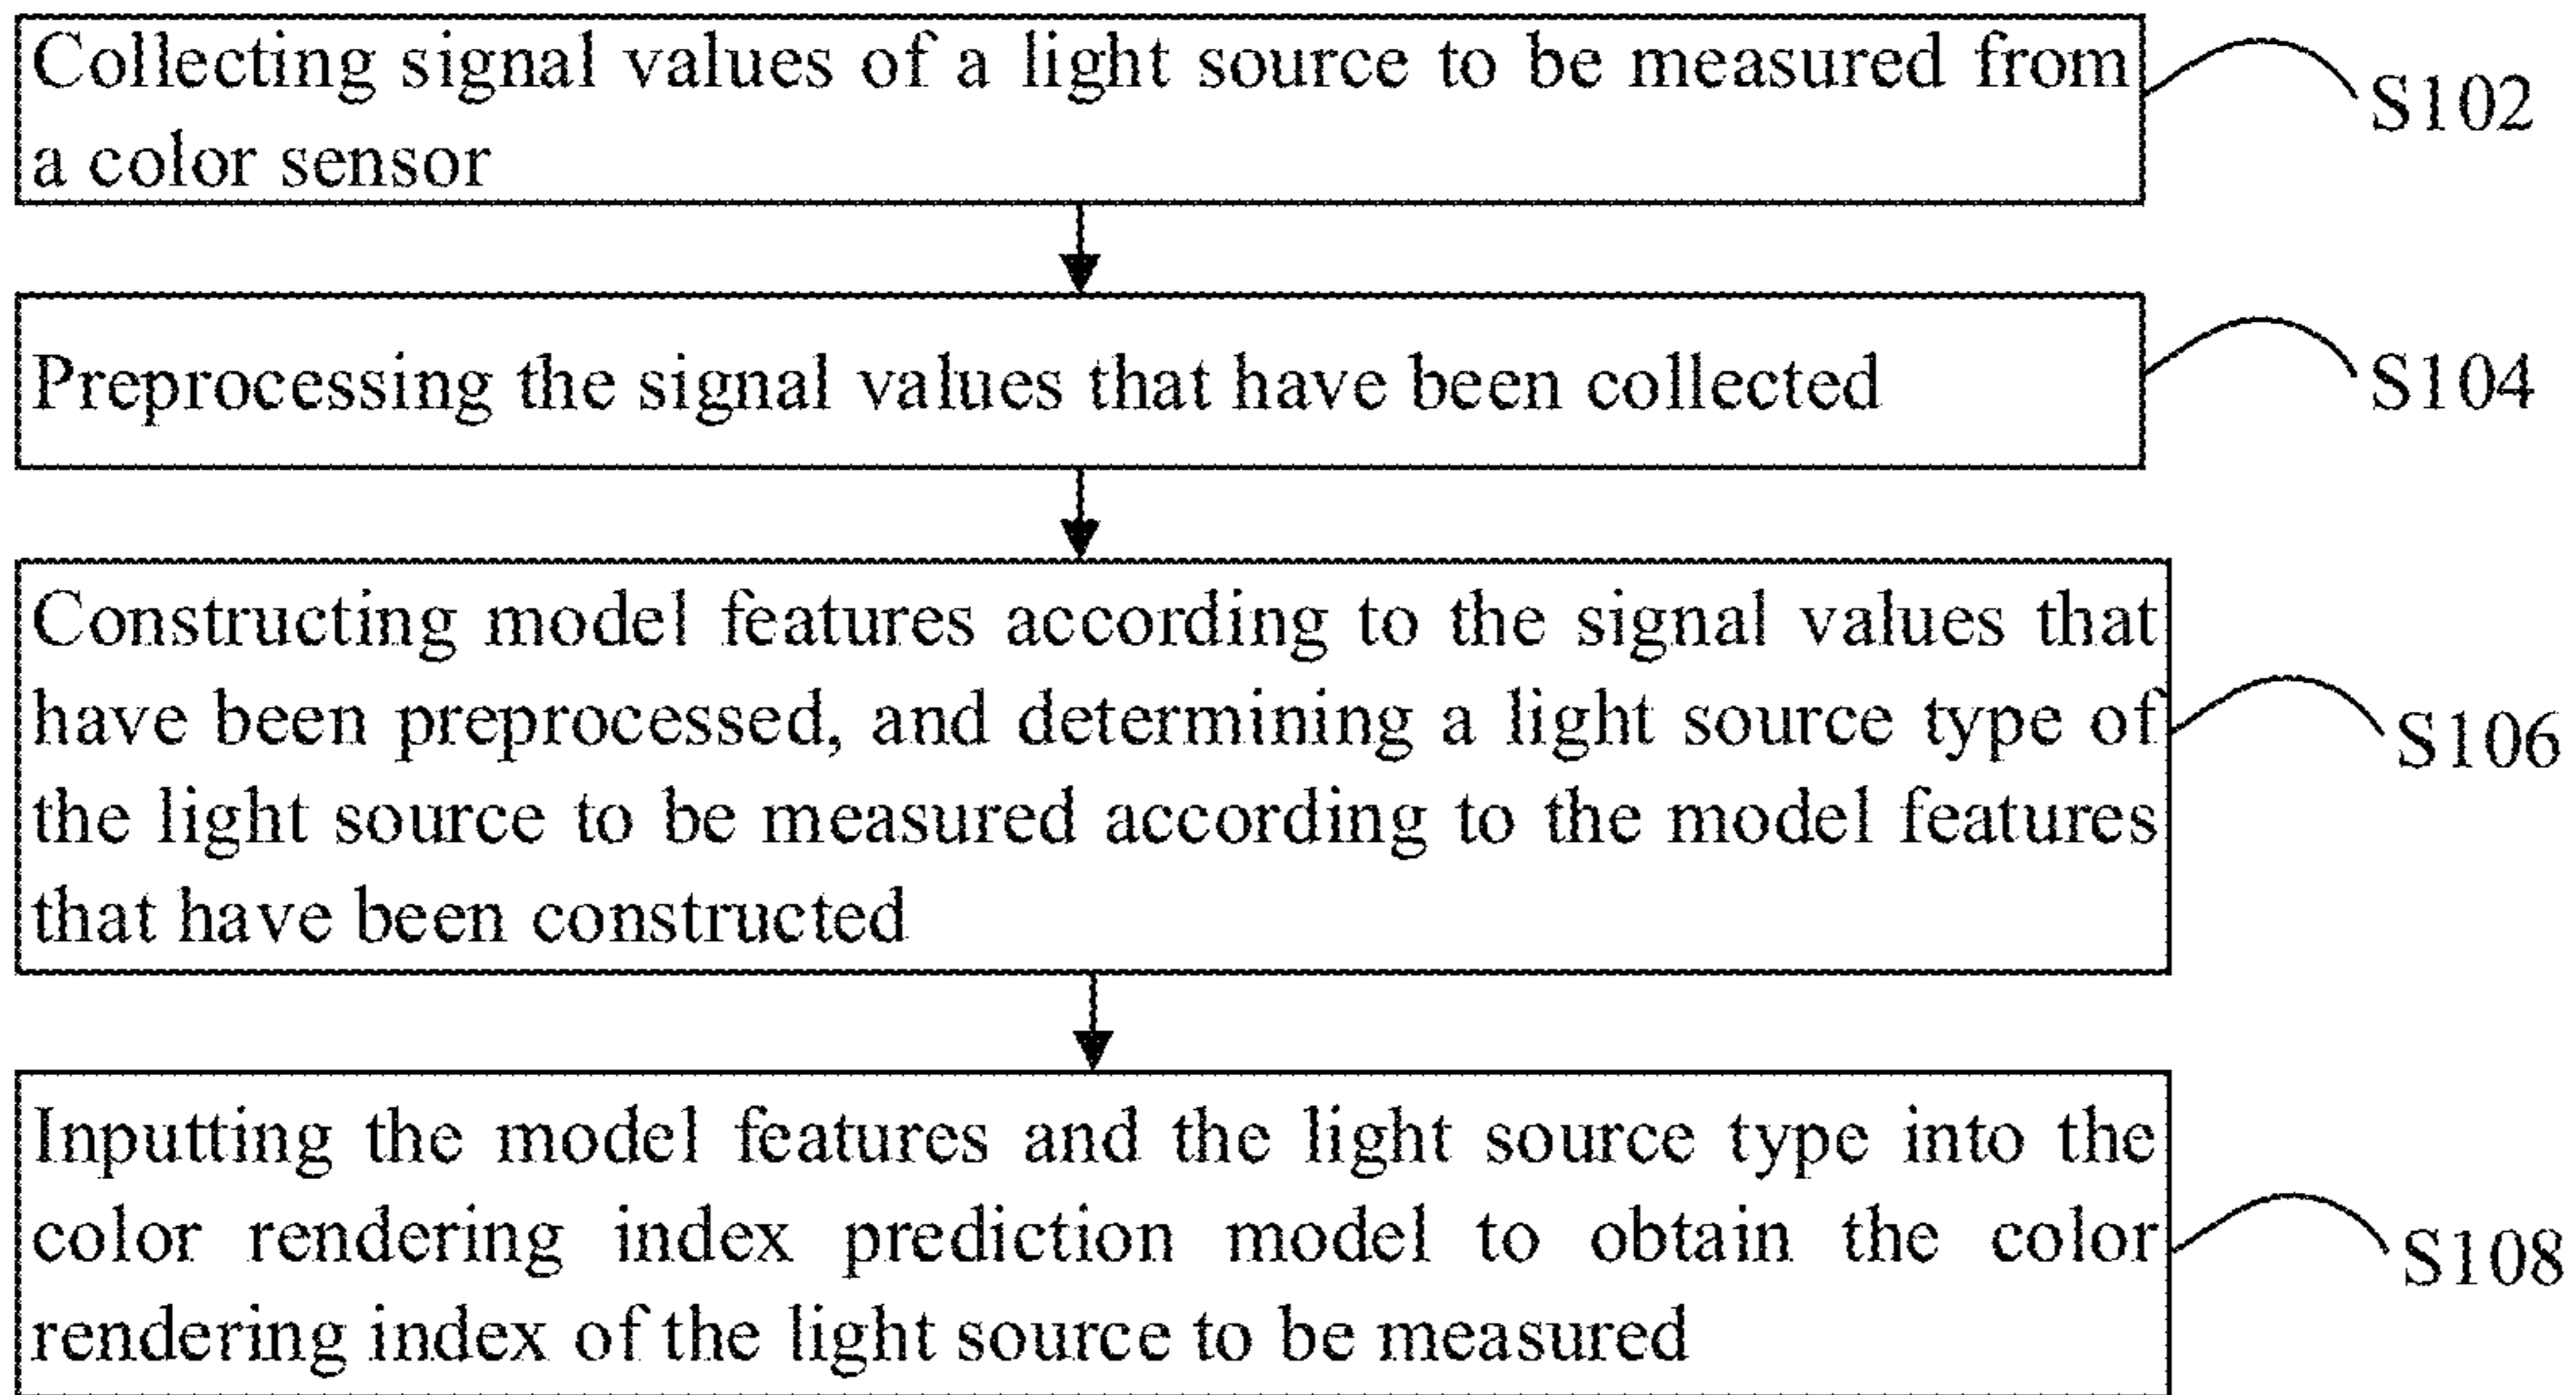 Collecting signal values of a light source to be measured from
a color sensor
S102
Preprocessing the signal values that have been collected
S104
Constructing model features according to the signal values that
have been preprocessed, and determining a light source type of
the light source to be measured according to the model features
that have been constructed
S106
Inputting the model features and the light source type into the
color rendering index prediction model to obtain the color
rendering index of the light source to be measured
S108